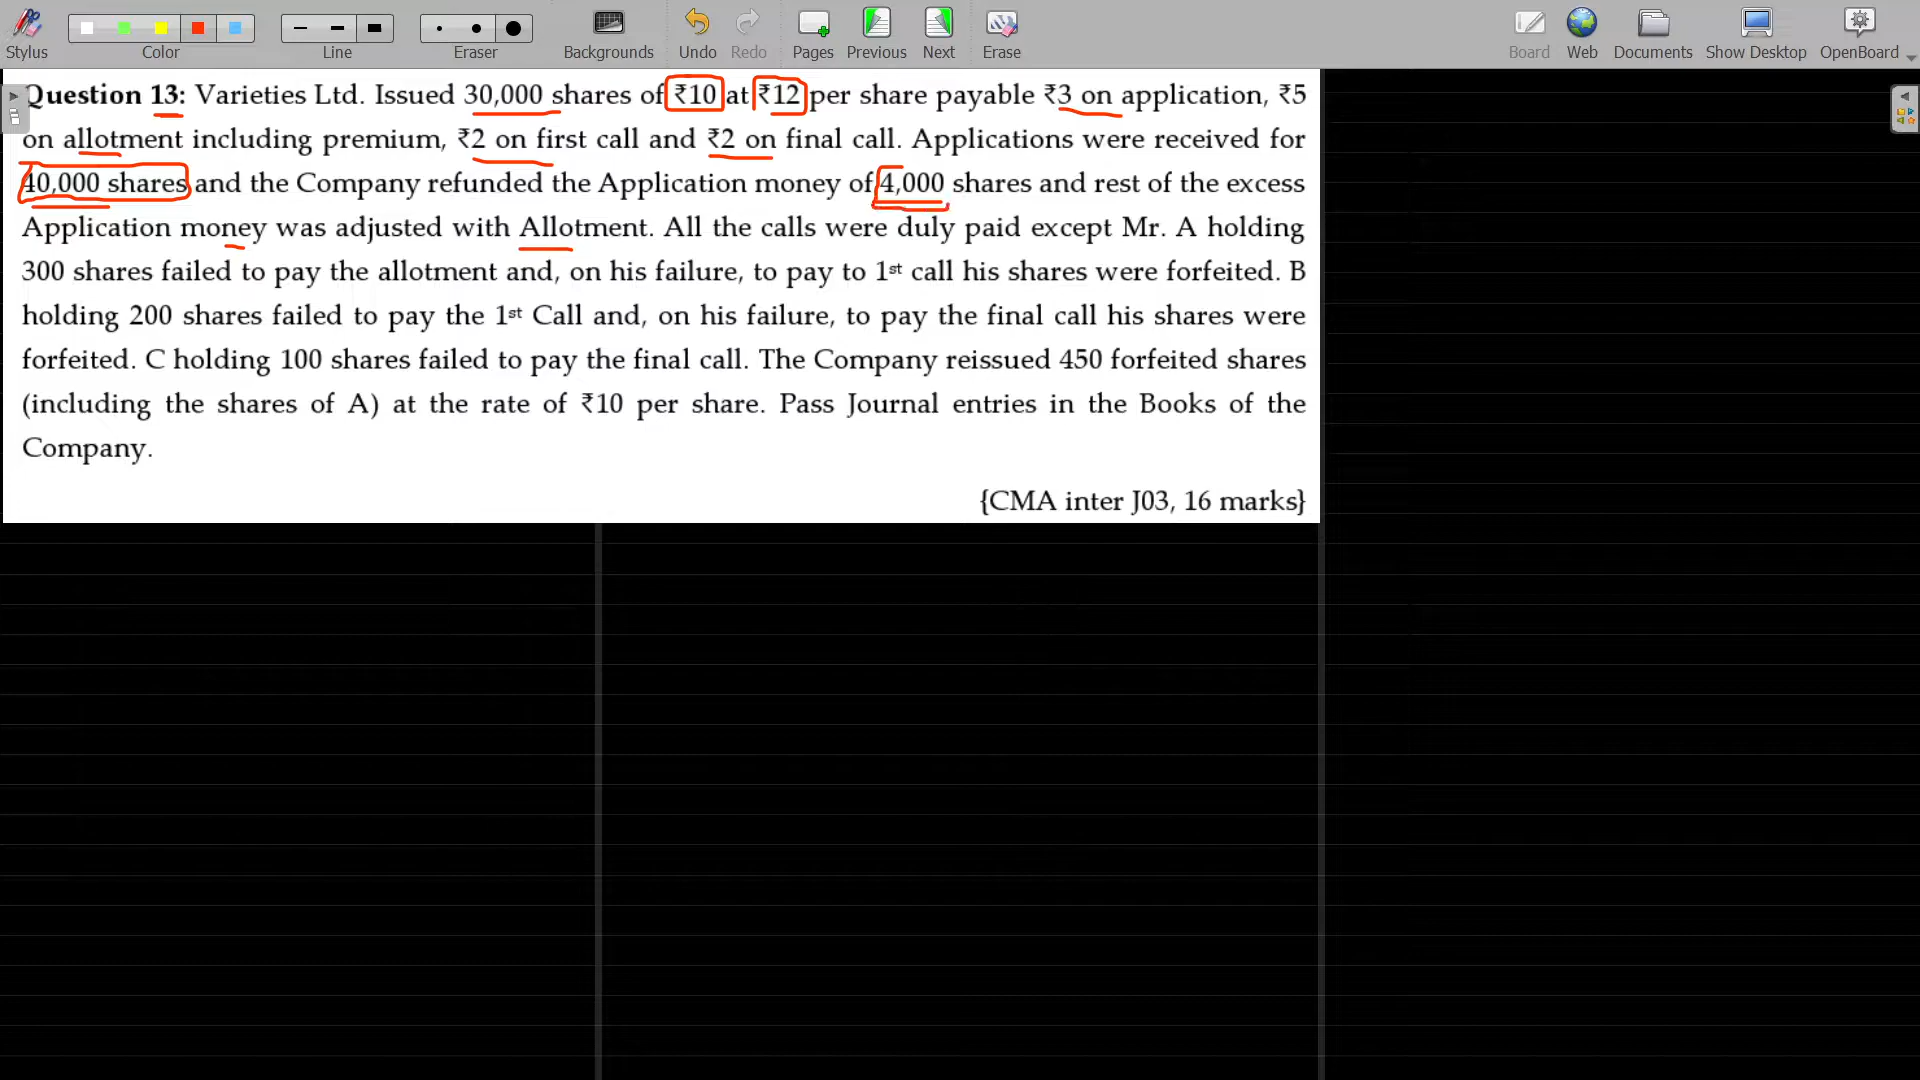 Stylus
Color
Line
Eraser
Backgrounds
Undo
Redo
Pages
Previous
Next
Erase
Board
Web
Documents
Show Desktop
OpenBoard
Question 13: Varieties Ltd. Issued 30,000 shares of ₹10 at ₹12 per share payable ₹3 on application, ₹5
on allotment including premium, ₹2 on first call and ₹2 on final call. Applications were received for
40,000 shares and the Company refunded the Application money of 4,000 shares and rest of the excess
Application money was adjusted with Allotment. All the calls were duly paid except Mr. A holding
300 shares failed to pay the allotment and, on his failure, to pay to 1st call his shares were forfeited. B
holding 200 shares failed to pay the 1st Call and, on his failure, to pay the final call his shares were
forfeited. C holding 100 shares failed to pay the final call. The Company reissued 450 forfeited shares
(including the shares of A) at the rate of ₹10 per share. Pass Journal entries in the Books of the
Company.
{CMA inter J03, 16 marks}